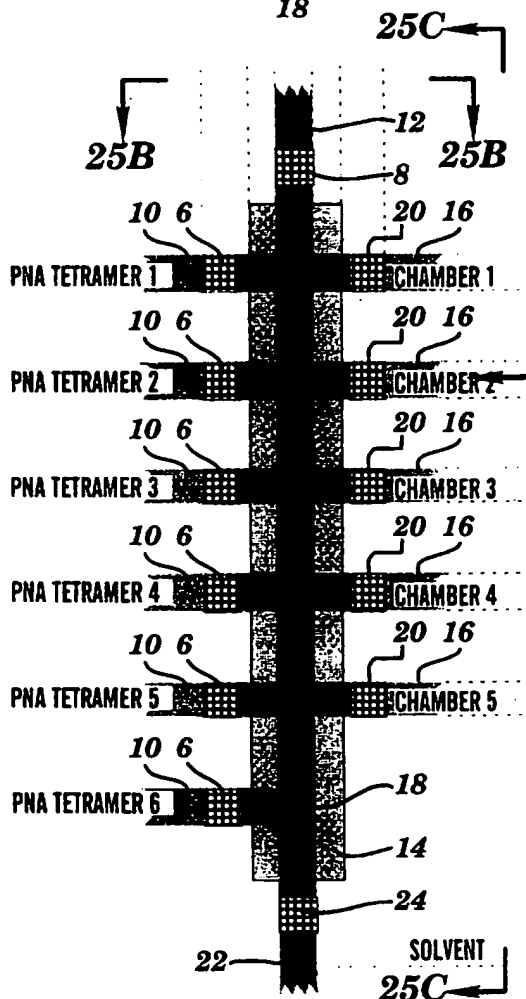 18
25C
25B 12 25B
8
10 6 20 16
PNA TETRAMER 1 CHAMBER 1
10 6 20 16
PNA TETRAMER 2 CHAMBER 2
10 6 20 16
PNA TETRAMER 3 CHAMBER 3
10 6 20 16
PNA TETRAMER 4 CHAMBER 4
10 6 20 16
PNA TETRAMER 5 CHAMBER 5
10 6
PNA TETRAMER 6 18
14
24
SOLVENT
22
25C